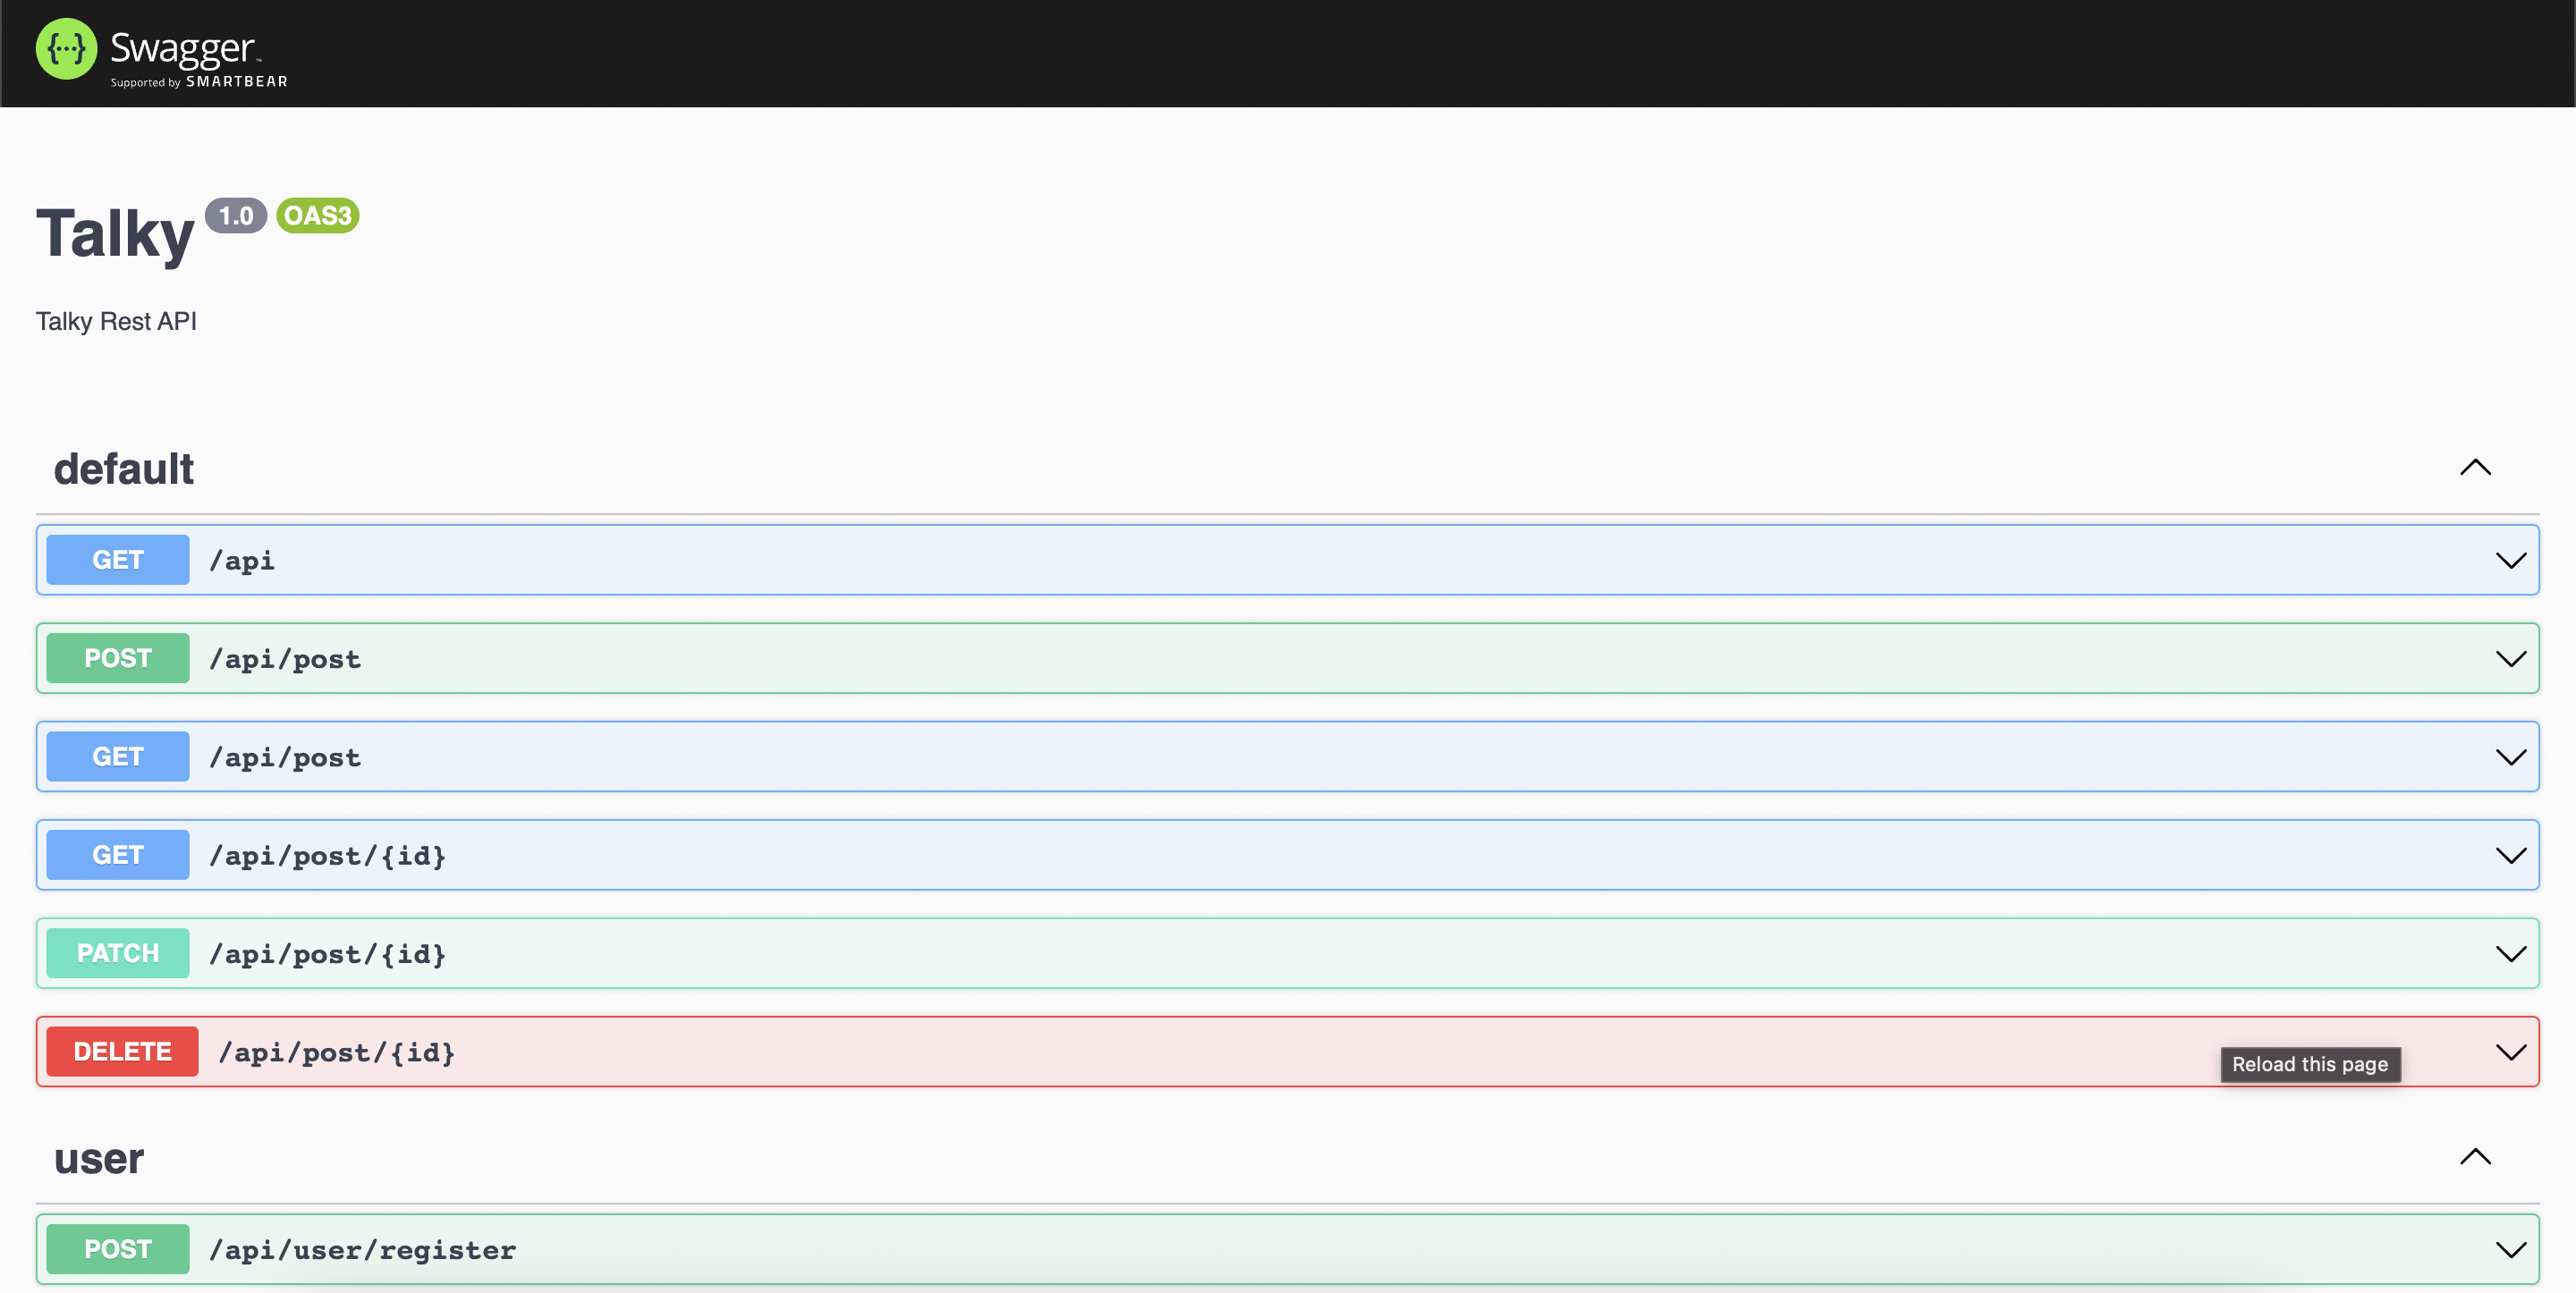 Swagger™
Supported by SMARTBEAR
Talky 1.0 OAS3
Talky Rest API
default
GET /api
POST /api/post
GET /api/post
GET /api/post/{id}
PATCH /api/post/{id}
DELETE /api/post/{id}
Reload this page
user
POST /api/user/register